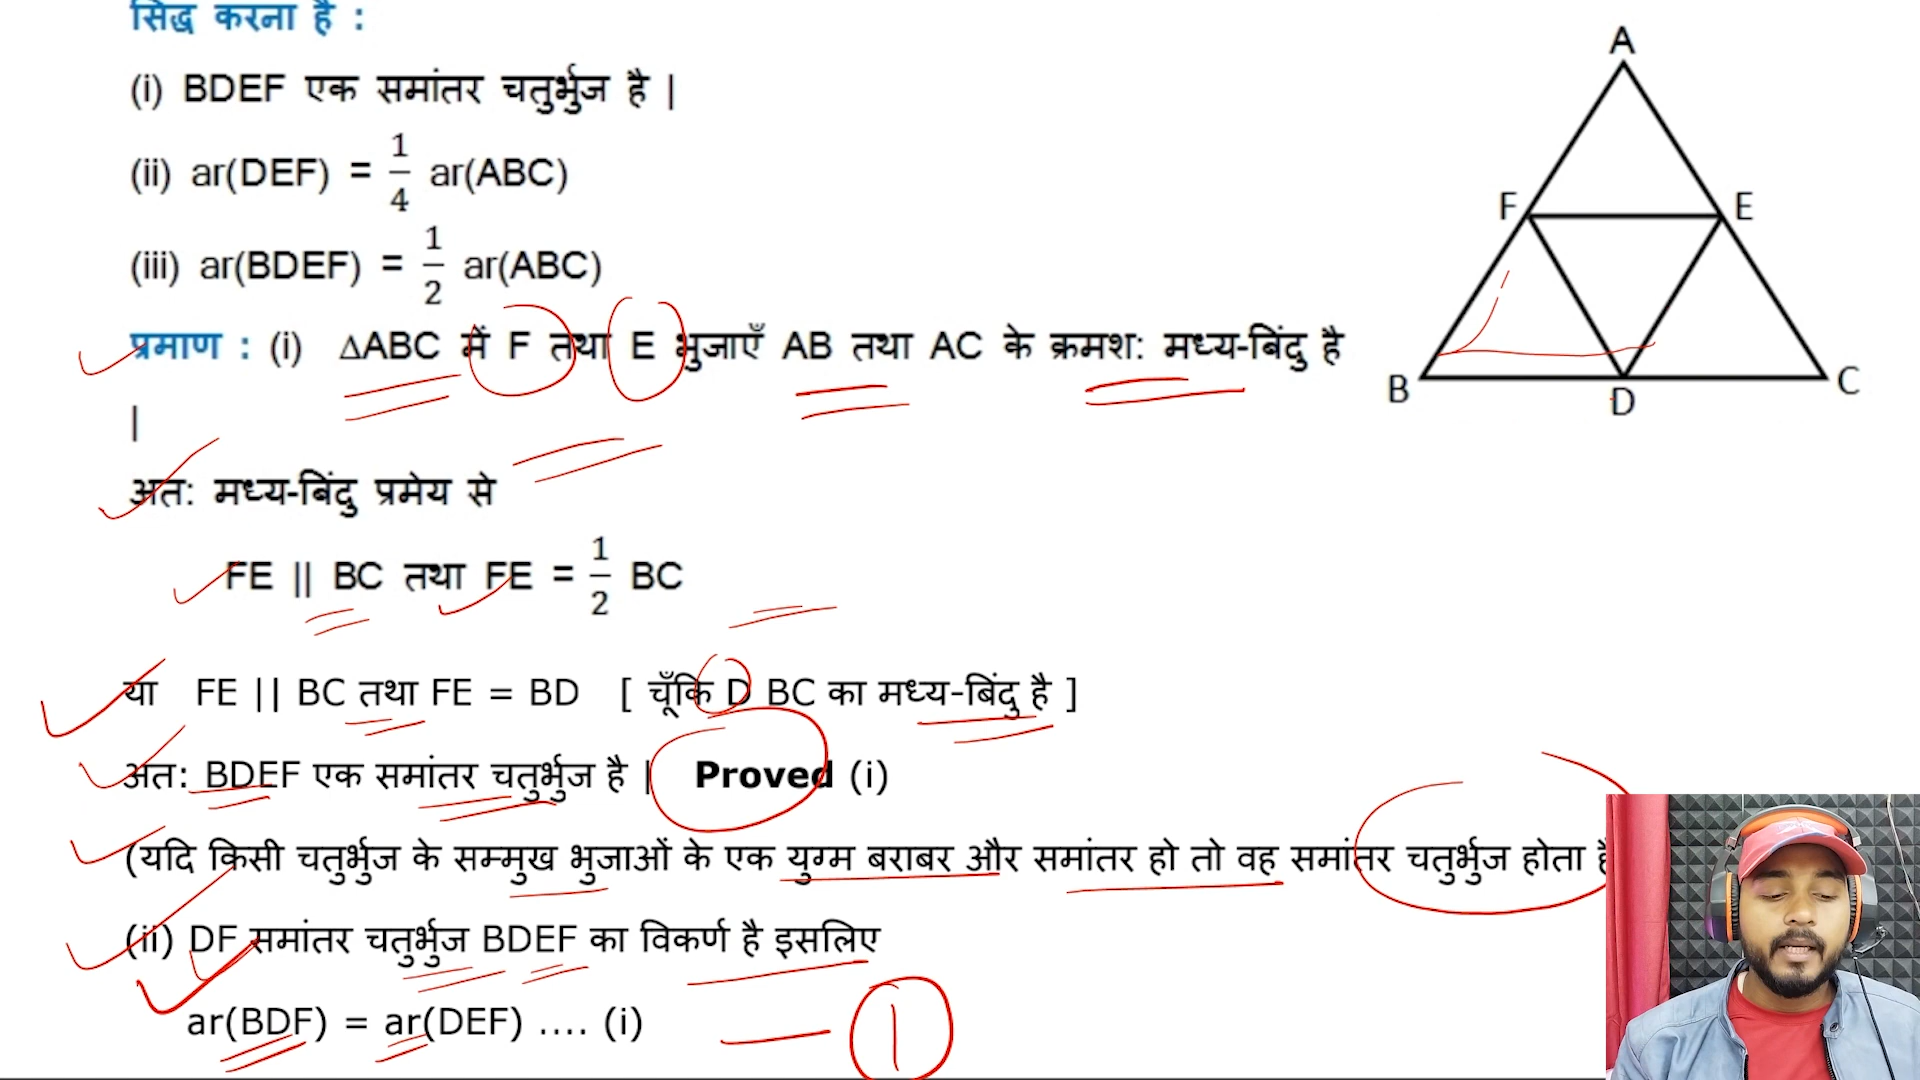 सिद्ध करना है :
(i) BDEF एक समांतर चतुर्भुज है |
(ii) ar(DEF) = 1/4 ar(ABC)
(iii) ar(BDEF) = 1/2 ar(ABC)
प्रमाण : (i) ΔABC में F तथा E भुजाएँ AB तथा AC के क्रमश: मध्य-बिंदु है
|
अत: मध्य-बिंदु प्रमेय से
FE || BC तथा FE = 1/2 BC
या FE || BC तथा FE = BD [ चूँकि D BC का मध्य-बिंदु है ]
अत: BDEF एक समांतर चतुर्भुज है | Proved (i)
(यदि किसी चतुर्भुज के सम्मुख भुजाओं के एक युग्म बराबर और समांतर हो तो वह समांतर चतुर्भुज होता
(ii) DF समांतर चतुर्भुज BDEF का विकर्ण है इसलिए
ar(BDF) = ar(DEF) .... (i)
1
A
F E
B D C